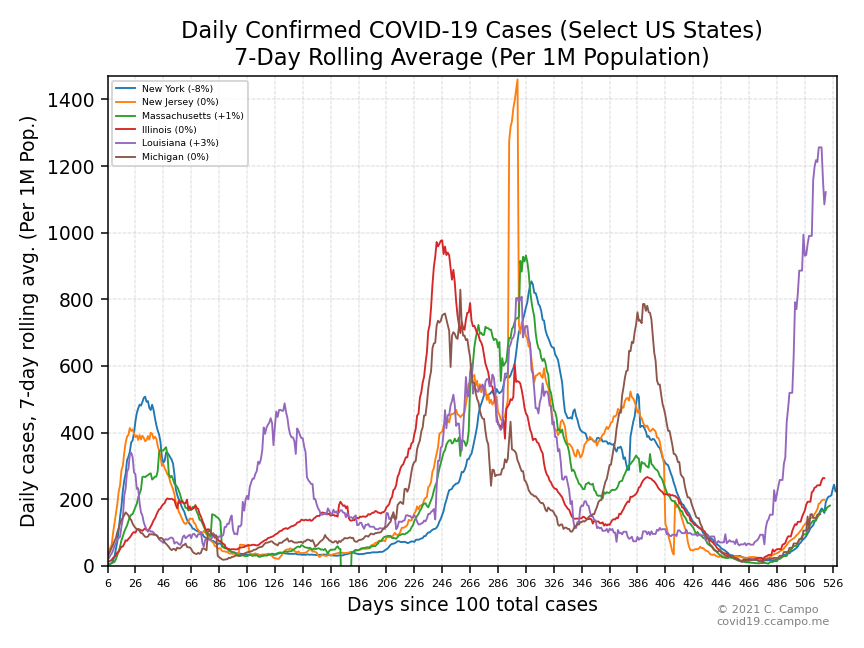 Daily Confirmed COVID-19 Cases (Select US States)
7-Day Rolling Average (Per 1M Population)
New York (-8%)
New Jersey (0%)
Massachusetts (+1%)
Illinois (0%)
Louisiana (+3%)
Michigan (0%)
Daily cases, 7-day rolling avg. (Per 1M Pop.)
1400
1200
1000
800
600
400
200
0
6 26 46 66 86 106 126 146 166 186 206 226 246 266 286 306 326 346 366 386 406 426 446 466 486 506 526
Days since 100 total cases
© 2021 C. Campo
covid19.ccampo.me